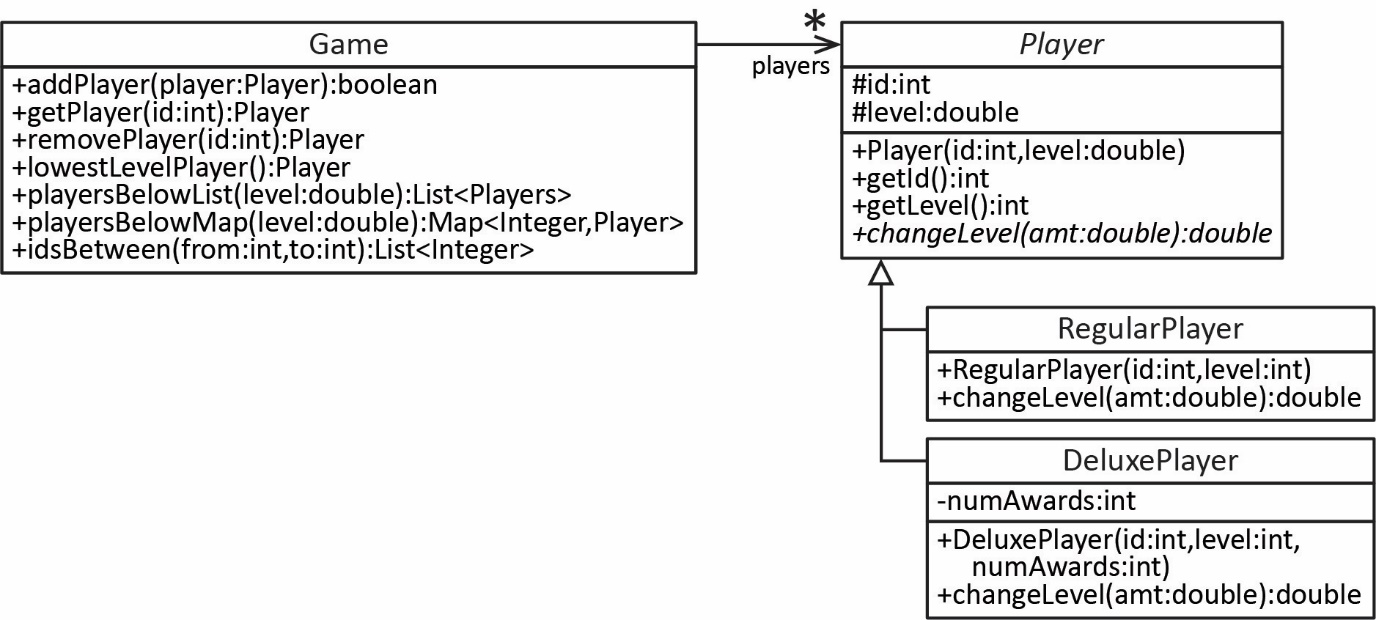 Game
+addPlayer(player:Player):boolean
+getPlayer(id:int):Player
+removePlayer(id:int):Player
+lowestLevelPlayer():Player
+playersBelowList(level:double):List<Players>
+playersBelowMap(level:double):Map<Integer,Player>
+idsBetween(from:int,to:int):List<Integer>
*
players
Player
#id:int
#level:double
+Player(id:int,level:double)
+getId():int
+getLevel():int
+changeLevel(amt:double):double
RegularPlayer
+RegularPlayer(id:int,level:int)
+changeLevel(amt:double):double
DeluxePlayer
-numAwards:int
+DeluxePlayer(id:int,level:int,
numAwards:int)
+changeLevel(amt:double):double